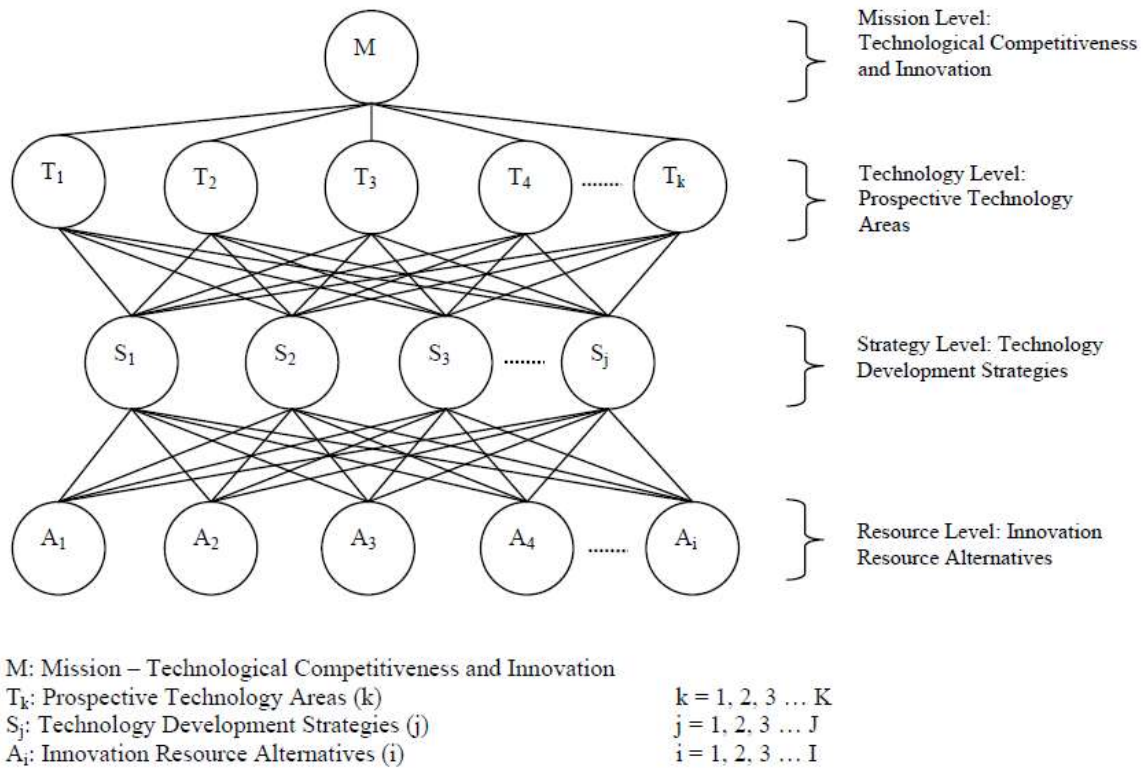 M
Mission Level:
Technological Competitiveness
and Innovation
T₁ T₂ T₃ T₄ ........ Tₖ
Technology Level:
Prospective Technology
Areas
S₁ S₂ S₃ ........ Sⱼ
Strategy Level: Technology
Development Strategies
A₁ A₂ A₃ A₄ ........ Aᵢ
Resource Level: Innovation
Resource Alternatives
M: Mission – Technological Competitiveness and Innovation
Tₖ: Prospective Technology Areas (k) k = 1, 2, 3 … K
Sⱼ: Technology Development Strategies (j) j = 1, 2, 3 … J
Aᵢ: Innovation Resource Alternatives (i) i = 1, 2, 3 … I